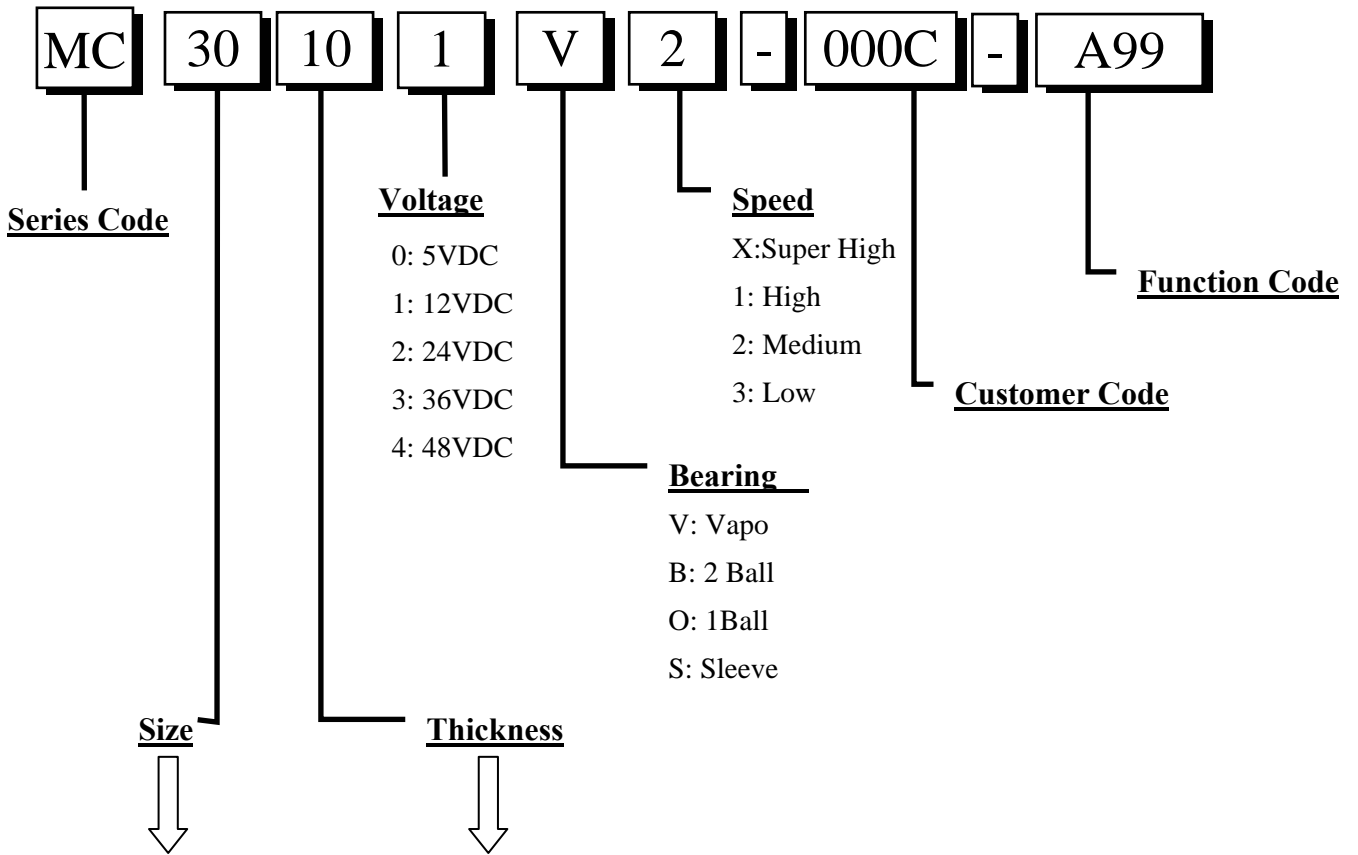 MC 30 10 1 V 2 - 000C - A99
Series Code
Voltage
0: 5VDC
1: 12VDC
2: 24VDC
3: 36VDC
4: 48VDC
Speed
X:Super High
1: High
2: Medium
3: Low
Function Code
Customer Code
Bearing
V: Vapo
B: 2 Ball
O: 1Ball
S: Sleeve
Size
Thickness